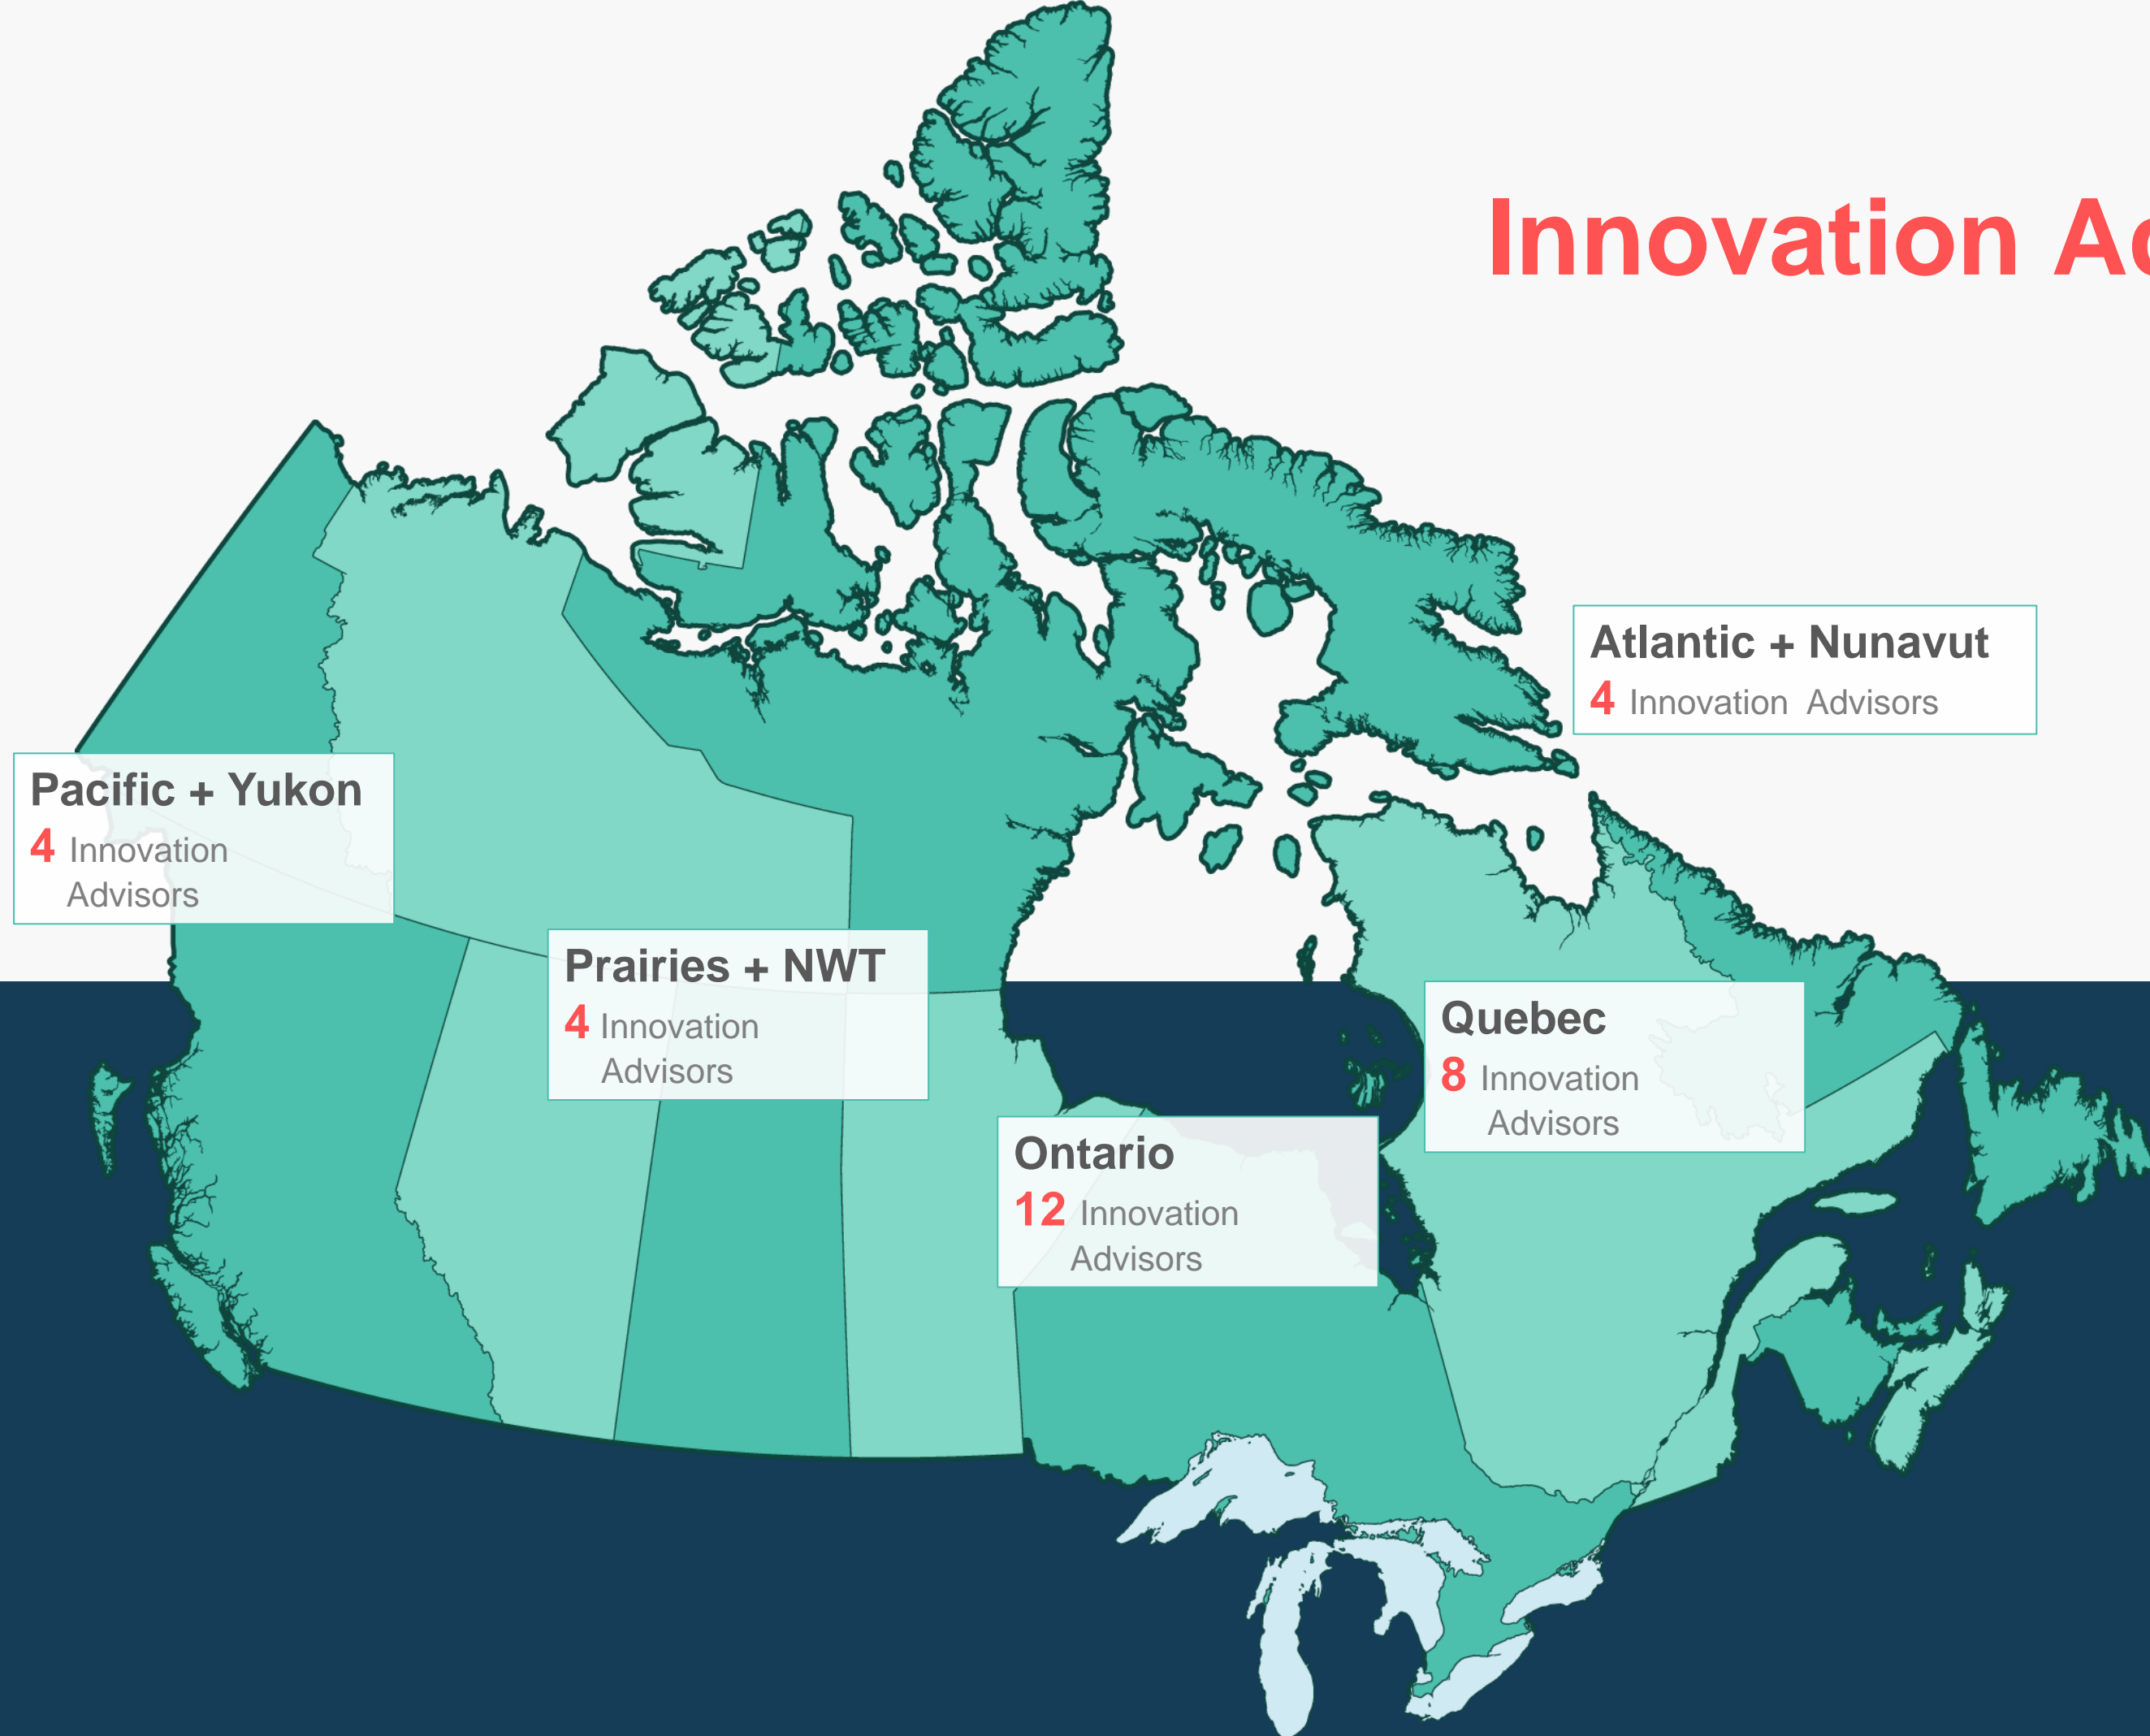 Innovation
Atlantic + Nunavut
4 Innovation Advisors
Pacific + Yukon
4 Innovation
Advisors
Prairies + NWT
4 Innovation
Advisors
Quebec
8 Innovation
Advisors
Ontario
12 Innovation
Advisors